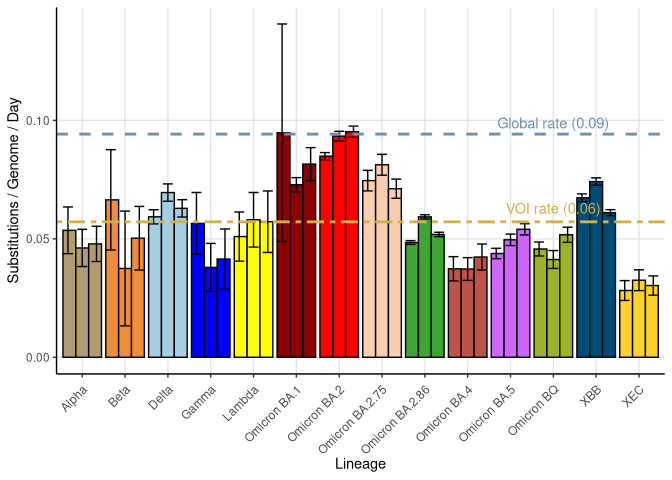 Substitutions / Genome / Day
0.10
0.05
0.00
Global rate (0.09)
VOI rate (0.06)
Alpha
Beta
Delta
Gamma
Lambda
Omicron BA.1
Omicron BA.2
Omicron BA.2.75
Omicron BA.2.86
Omicron BA.4
Omicron BA.5
Omicron BQ
XBB
XEC
Lineage